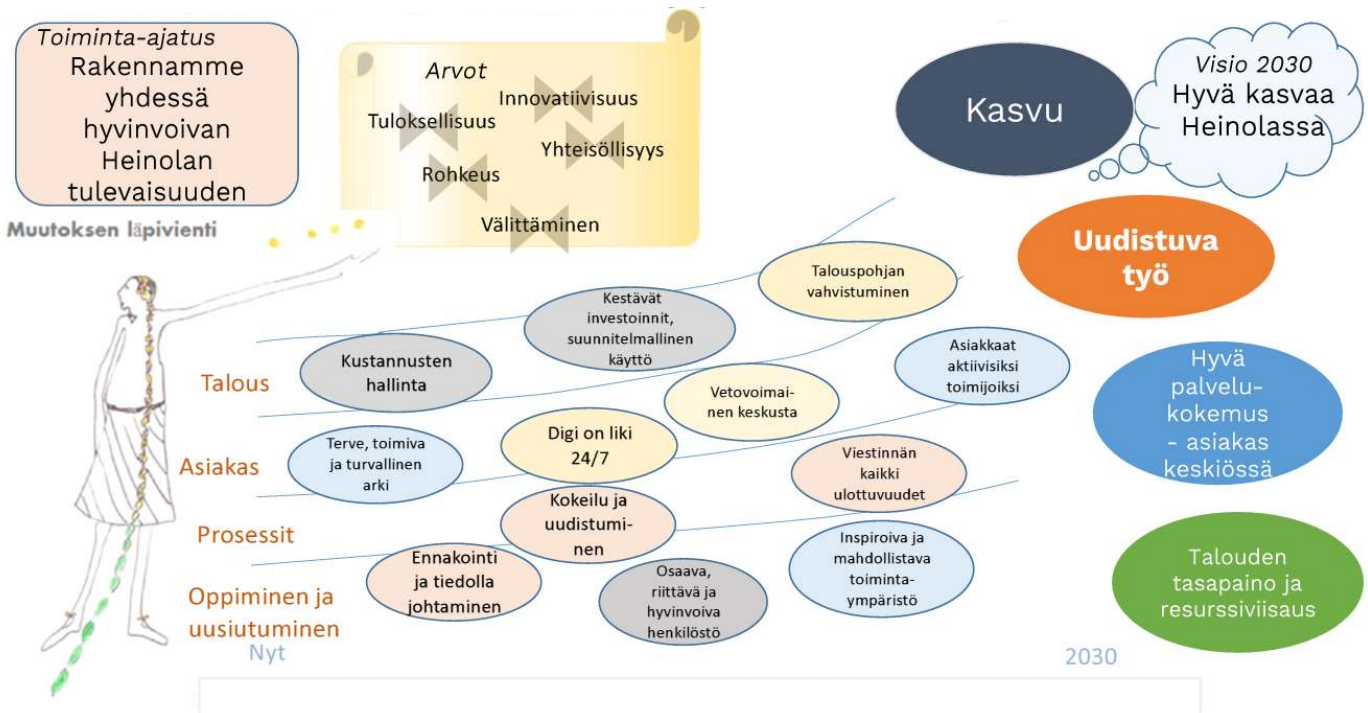 Toiminta-ajatus
Rakennamme
yhdessä
hyvinvoivan
Heinolan
tulevaisuuden
Arvot
Innovatiivisuus
Tuloksellisuus
Yhteisöllisyys
Rohkeus
Välittäminen
Kasvu
Visio 2030
Hyvä kasvaa
Heinolassa
Muutoksen läpivienti
Uudistuva
työ
Talouspohjan
vahvistuminen
Kestävät
investoinnit,
suunnitelmallinen
käyttö
Kustannusten
hallinta
Talous
Asiakkaat
aktiivisiksi
toimijoiksi
Vetovoimai-
nen keskusta
Hyvä
palvelu-
kokemus
- asiakas
keskiössä
Asiakas
Terve, toimiva
ja turvallinen
arki
Digi on liki
24/7
Viestinnän
kaikki
ulottuvuudet
Prosessit
Kokeilu ja
uudistumi-
nen
Ennakointi
ja tiedolla
johtaminen
Osaava,
riittävä ja
hyvinvoiva
henkilöstö
Inspiroiva ja
mahdollistava
toiminta-
ympäristö
Talouden
tasapaino ja
resurssiviisaus
Oppiminen ja
uusiutuminen
Nyt
2030